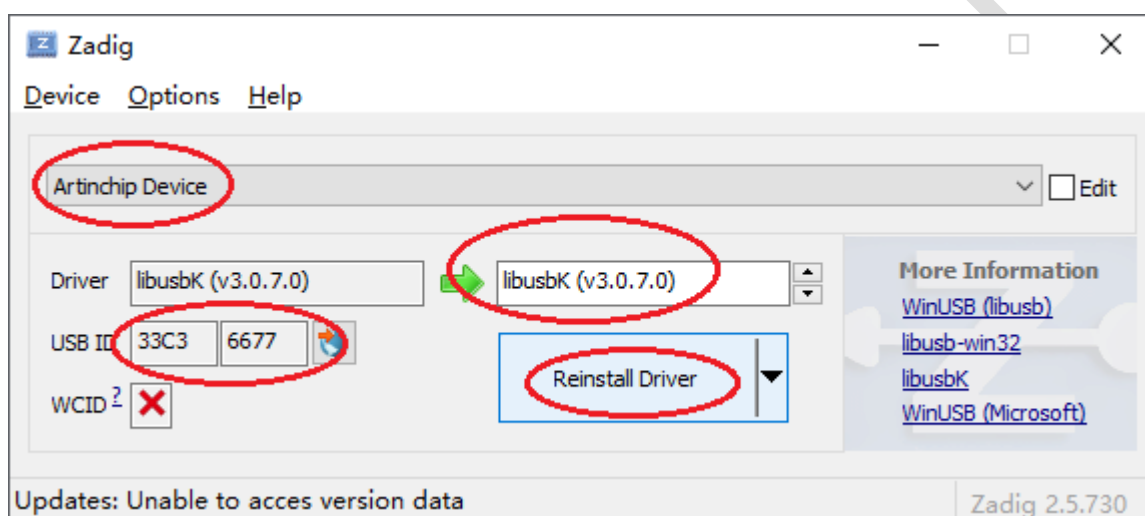 Zadig
Device Options Help
Artinchip Device Edit
Driver libusbK (v3.0.7.0) libusbK (v3.0.7.0)
USB ID 33C3 6677
WCID ?
Reinstall Driver
More Information
WinUSB (libusb)
libusb-win32
libusbK
WinUSB (Microsoft)
Updates: Unable to acces version data
Zadig 2.5.730